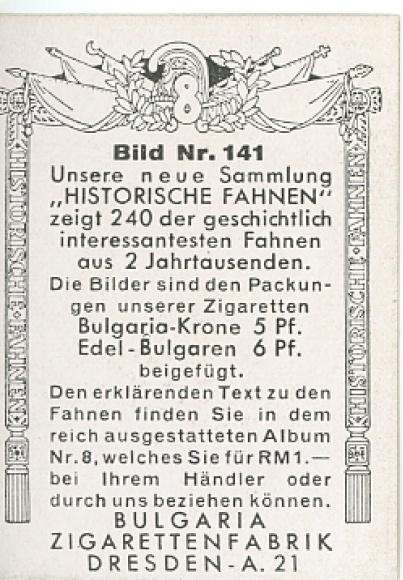 8
Bild Nr. 141
Unsere neue Sammlung
„HISTORISCHE FAHNEN“
zeigt 240 der geschichtlich
interessantesten Fahnen
aus 2 Jahrtausenden.
Die Bilder sind den Packun-
gen unserer Zigaretten
Bulgaria-Krone 5 Pf.
Edel-Bulgaren 6 Pf.
beigefügt.
Den erklärenden Text zu den
Fahnen finden Sie in dem
reich ausgestatteten Album
Nr. 8, welches Sie für RM1.—
bei Ihrem Händler oder
durch uns beziehen können.
BULGARIA
ZIGARETTENFABRIK
DRESDEN-A. 21
HISTORISCHE FAHNEN
HISTORISCHE FAHNEN